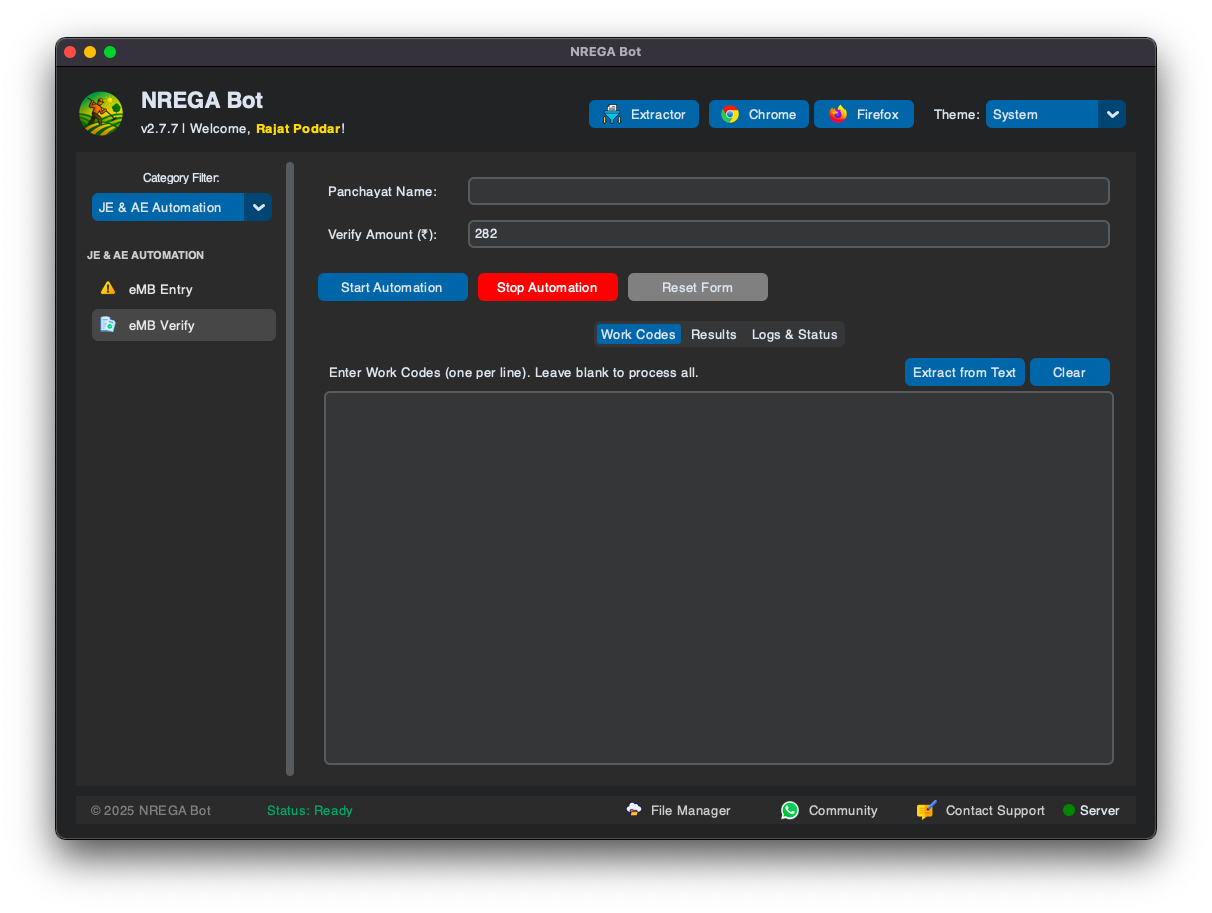 NREGA Bot
NREGA Bot
v2.7.7 | Welcome, Rajat Poddar!
Extractor
Chrome
Firefox
Theme:
System
Category Filter:
JE & AE Automation
JE & AE AUTOMATION
eMB Entry
eMB Verify
Panchayat Name:
Verify Amount (₹):
282
Start Automation
Stop Automation
Reset Form
Work Codes
Results
Logs & Status
Enter Work Codes (one per line). Leave blank to process all.
Extract from Text
Clear
© 2025 NREGA Bot
Status: Ready
File Manager
Community
Contact Support
Server